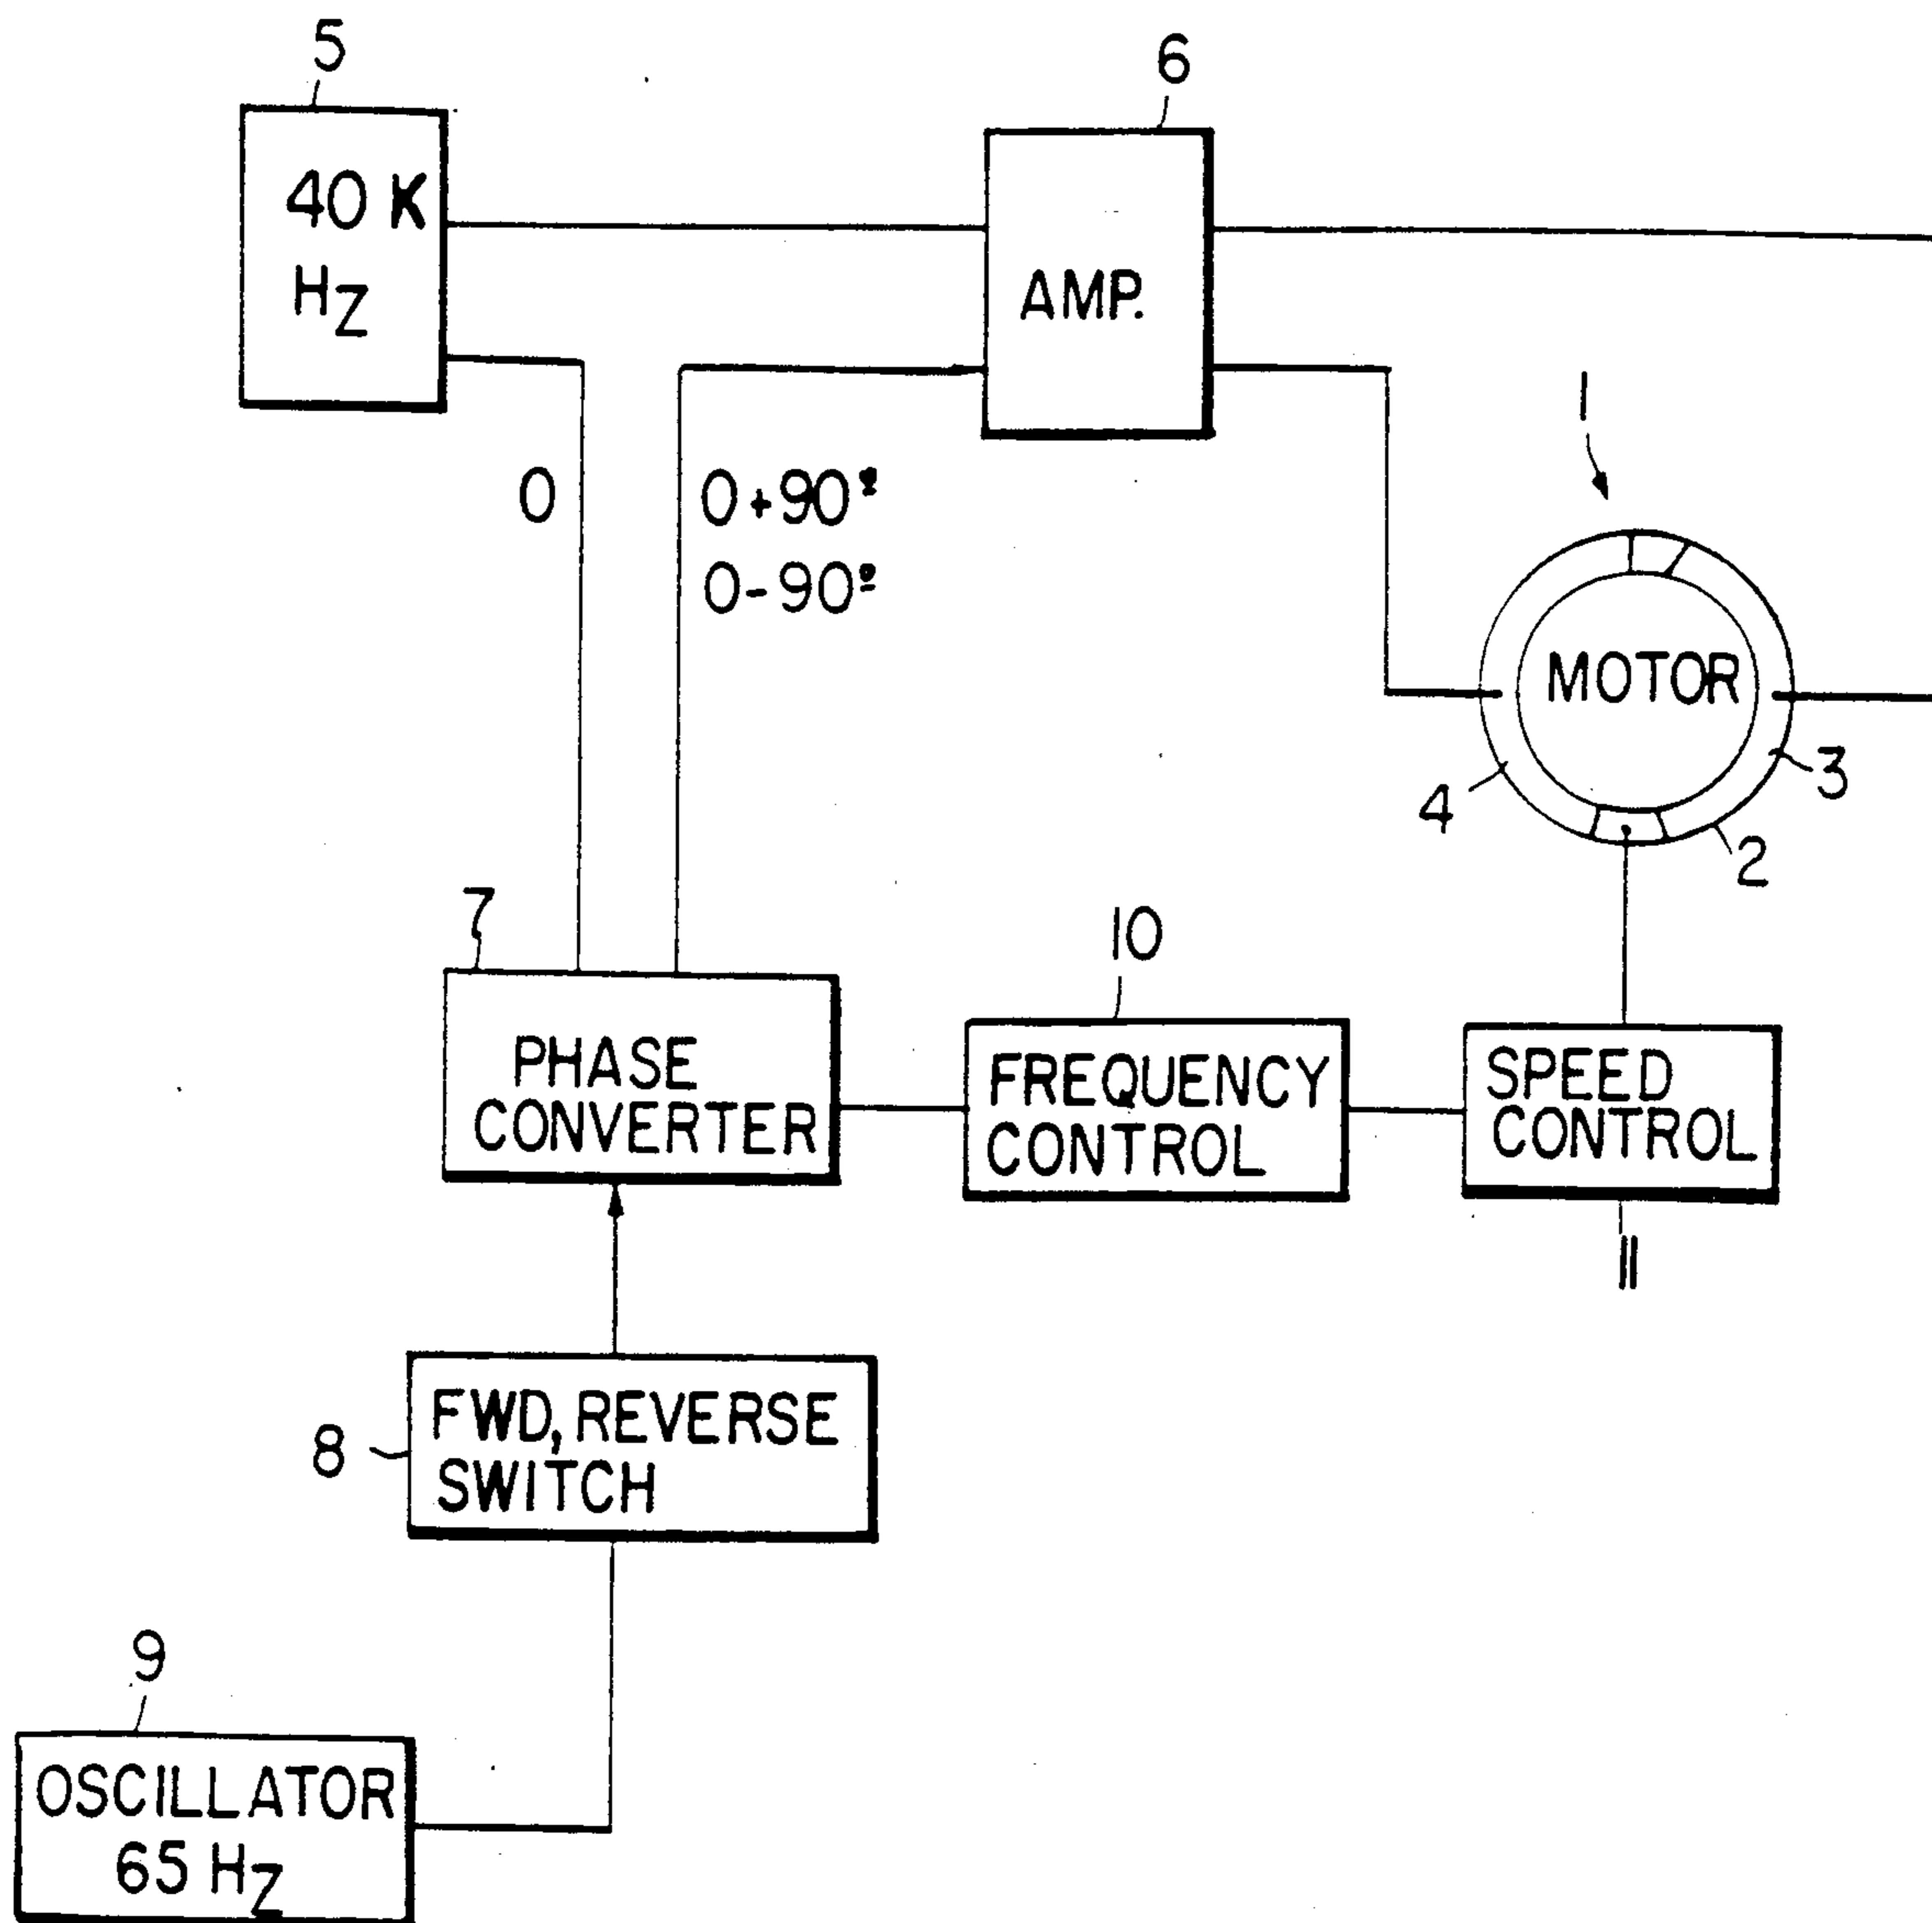 5
6
40 K
HZ
AMP.
1
0
0+90°
0-90°
MOTOR
3
4
2
7
10
PHASE
CONVERTER
FREQUENCY
CONTROL
SPEED
CONTROL
11
8
FWD, REVERSE
SWITCH
9
OSCILLATOR
65 HZ